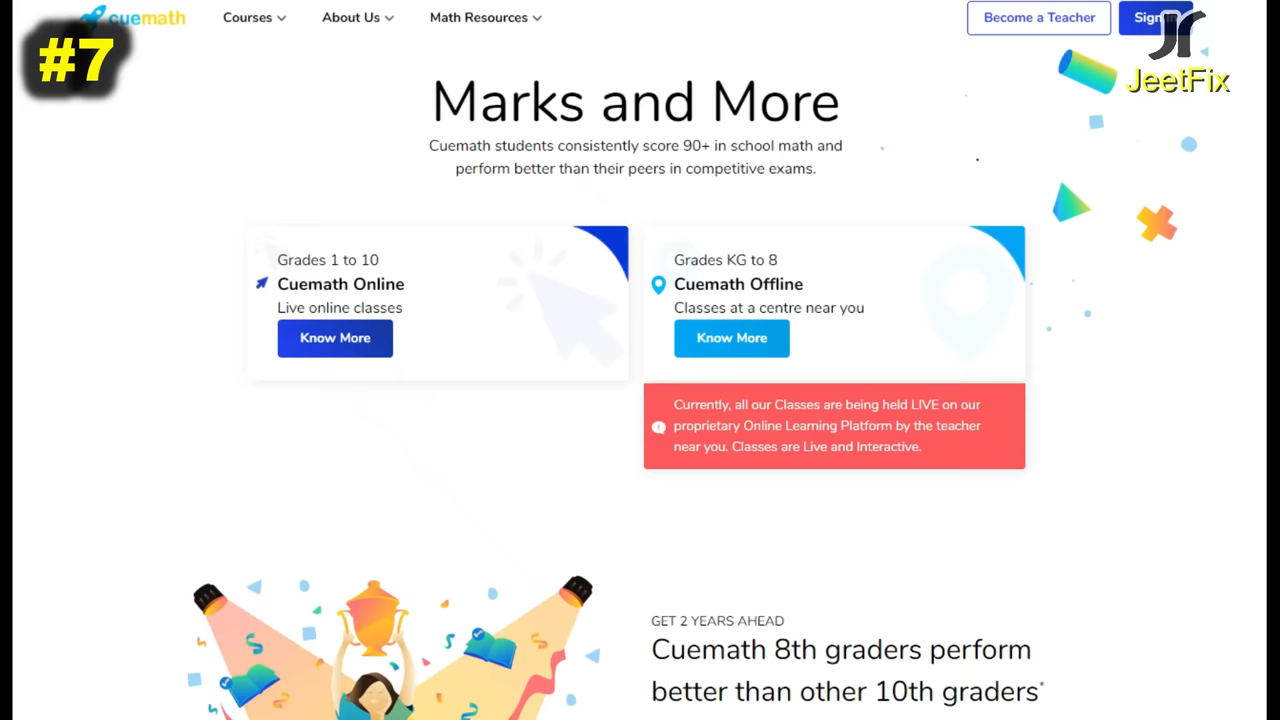 #7
cuemath
Courses
About Us
Math Resources
Become a Teacher
Sign In
JeetFix
Marks and More
Cuemath students consistently score 90+ in school math and
perform better than their peers in competitive exams.
Grades 1 to 10
Cuemath Online
Live online classes
Know More
Grades KG to 8
Cuemath Offline
Classes at a centre near you
Know More
Currently, all our Classes are being held LIVE on our
proprietary Online Learning Platform by the teacher
near you. Classes are Live and Interactive.
GET 2 YEARS AHEAD
Cuemath 8th graders perform
better than other 10th graders*